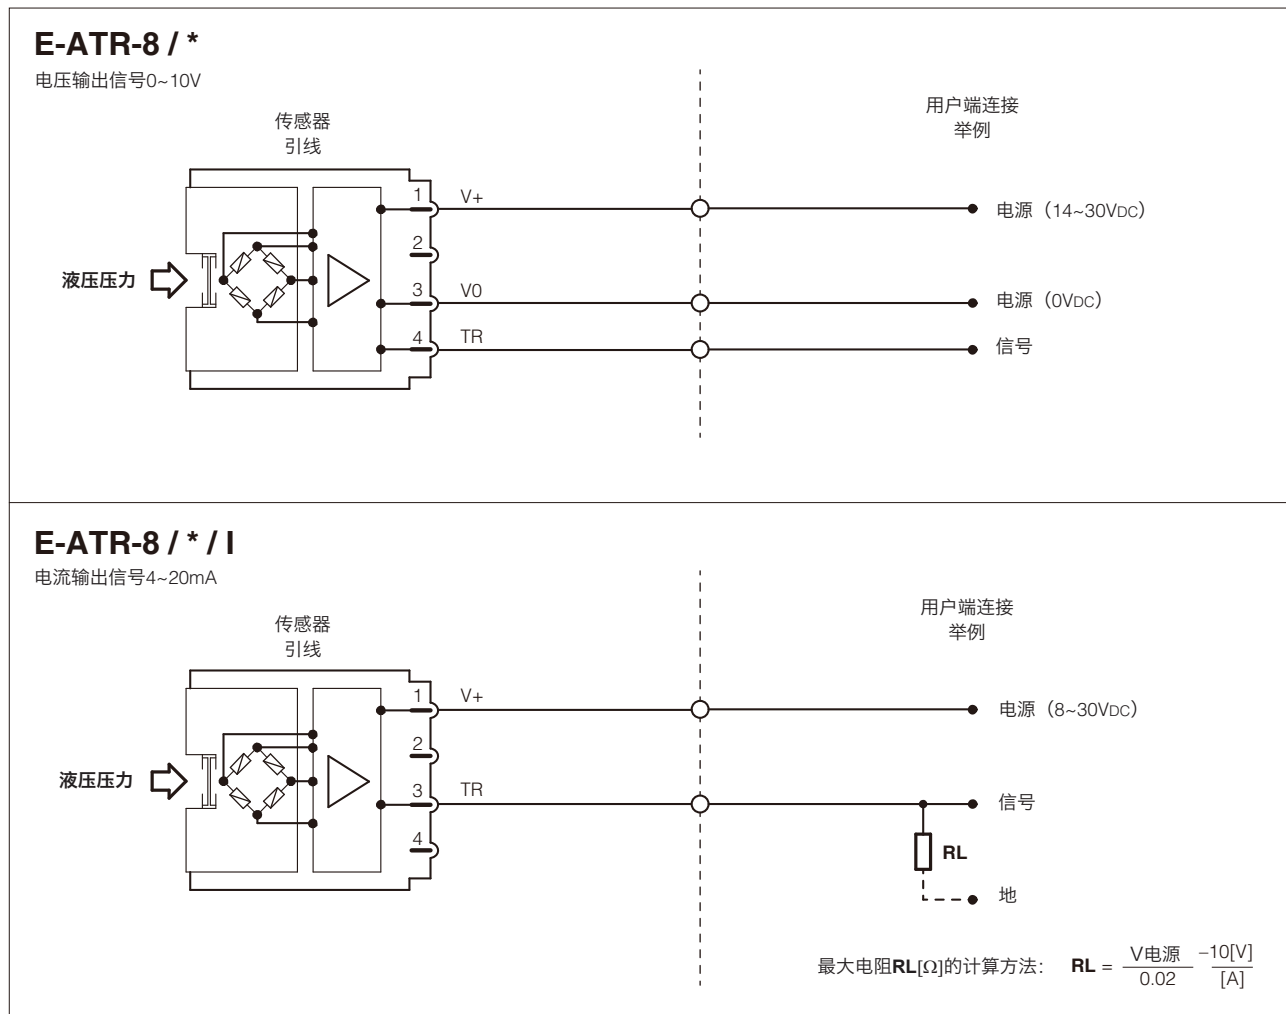 E-ATR-8 / *
电压输出信号0~10V
传感器
引线
用户端连接
举例
1
V+
电源（14~30VDC）
2
液压压力
3
V0
电源（0VDC）
4
TR
信号
E-ATR-8 / * / I
电流输出信号4~20mA
传感器
引线
用户端连接
举例
1
V+
电源（8~30VDC）
2
液压压力
3
TR
信号
4
RL
地
最大电阻RL[Ω]的计算方法： RL = V电源 –10[V]
0.02 [A]